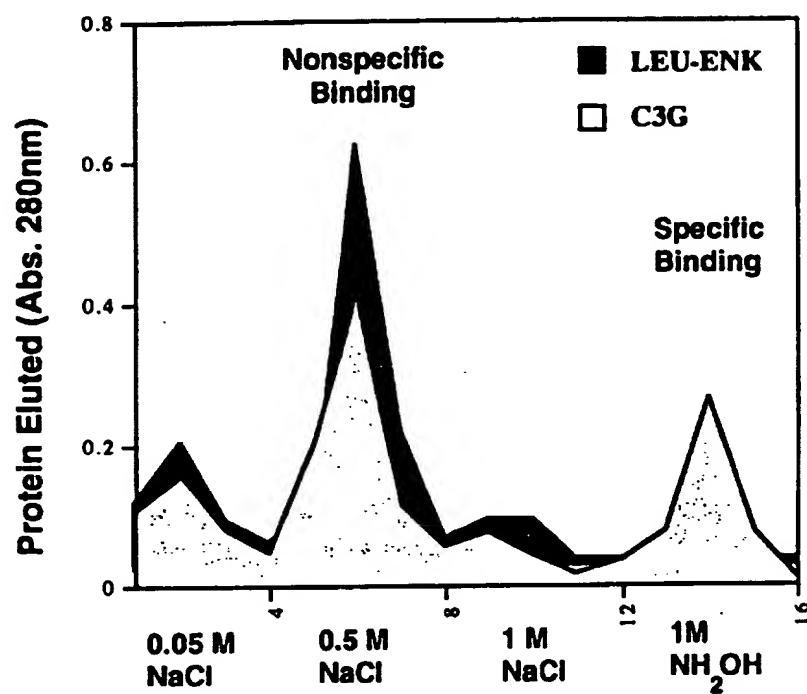 0.8
0.6
0.4
0.2
0
Protein Eluted (Abs. 280nm)
Nonspecific
Binding
LEU-ENK
C3G
Specific
Binding
4
8
12
16
0.05 M
NaCl
0.5 M
NaCl
1 M
NaCl
1M
NH2OH